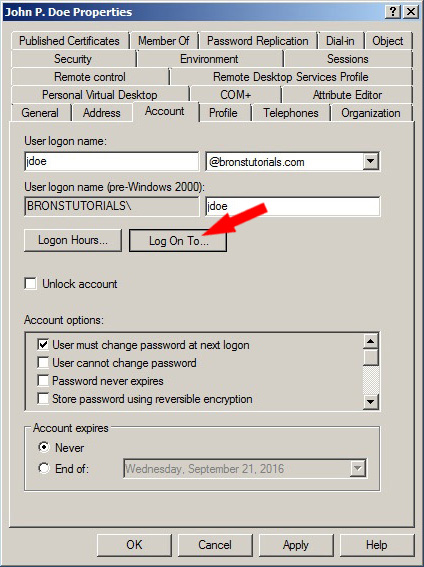 John P. Doe Properties
Published Certificates Member Of Password Replication Dial-in Object
Security Environment Sessions
Remote control Remote Desktop Services Profile
Personal Virtual Desktop COM+ Attribute Editor
General Address Account Profile Telephones Organization
User logon name:
jdoe @bronstutorials.com
User logon name (pre-Windows 2000):
BRONSTUTORIALS\ jdoe
Logon Hours... Log On To...
Unlock account
Account options:
User must change password at next logon
User cannot change password
Password never expires
Store password using reversible encryption
Account expires
Never
End of: Wednesday, September 21, 2016
OK Cancel Apply Help